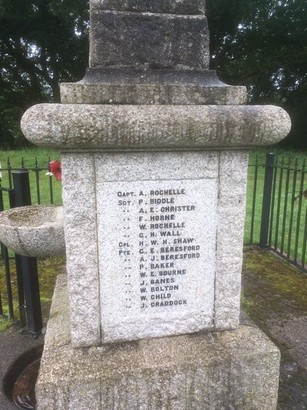 CAPT. A. ROCHELLE
SGT. P. BIDDLE
" A. E. CHRISTER
" F. HORNE
" W. ROCHELLE
" G. H. WALL
CPL. H. W. H. SHAW
PTE. C. E. BERESFORD
" A. J. BERESFORD
" P. BAKER
" W. E. BOURNE
" J. BANES
" W. BOLTON
" W. CHILD
" J. CRADDOCK